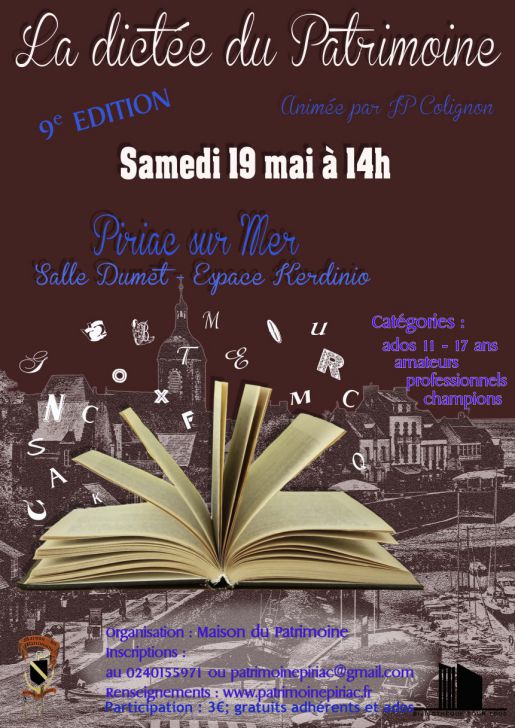 La dictée du Patrimoine
9e EDITION
Animée par JP Colignon
Samedi 19 mai à 14h
Piriac sur Mer
Salle Dumet - Espace Kerdinio
Catégories :
ados 11 - 17 ans
amateurs
professionnels
champions
M
U
G
T
E
R
O
X
F
N
C
M
C
S
A
K
Q
U
Organisation : Maison du Patrimoine
Inscriptions :
au 0240155971 ou patrimoinepiriac@gmail.com
Renseignements : www.patrimoinepiriac.fr
Participation : 3€; gratuits adhérents et ados